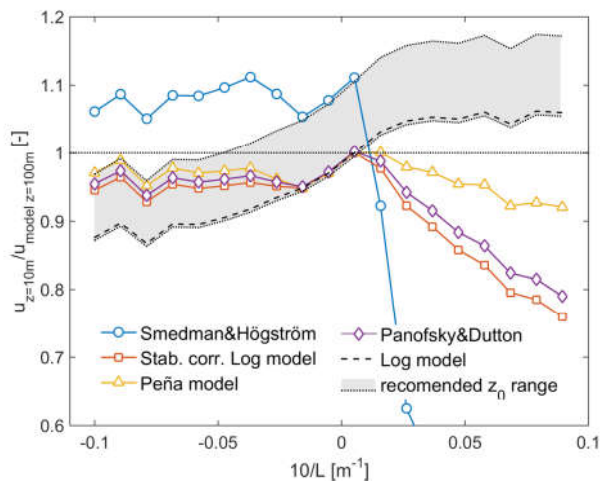 u_z=10m/u_model z=100m [-]
1.2
1.1
1
0.9
0.8
0.7
0.6
Smedman&Högström
Stab. corr. Log model
Peña model
Panofsky&Dutton
Log model
recomended z_0 range
-0.1 -0.05 0 0.05 0.1
10/L [m^-1]